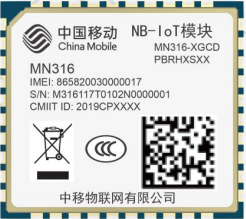 中国移动
China Mobile
NB-IoT模块
MN316-XGCD
PBRHXSXX
MN316
IMEI: 865820030000017
S/N: M316117T0102N0000001
CMIIT ID: 2019CPXXXX
CCC
中移物联网有限公司